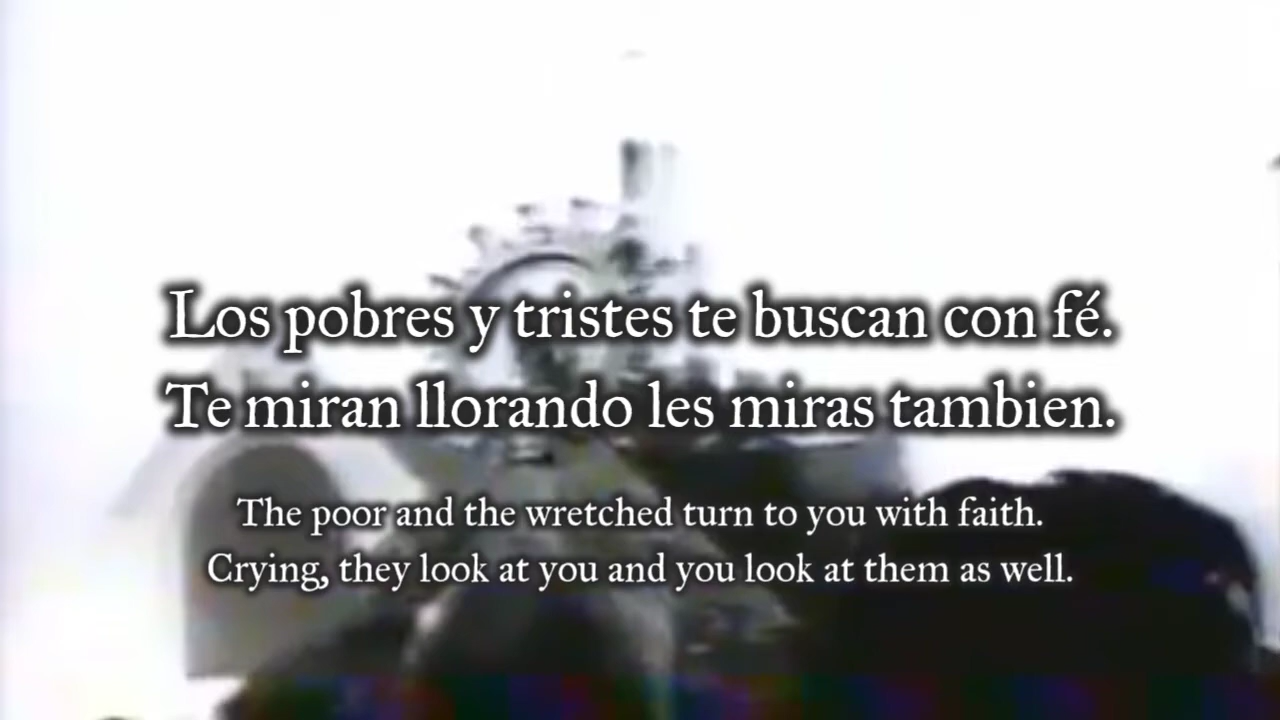 Los pobres y tristes te buscan con fé.
Te miran llorando les miras tambien.
The poor and the wretched turn to you with faith.
Crying, they look at you and you look at them as well.